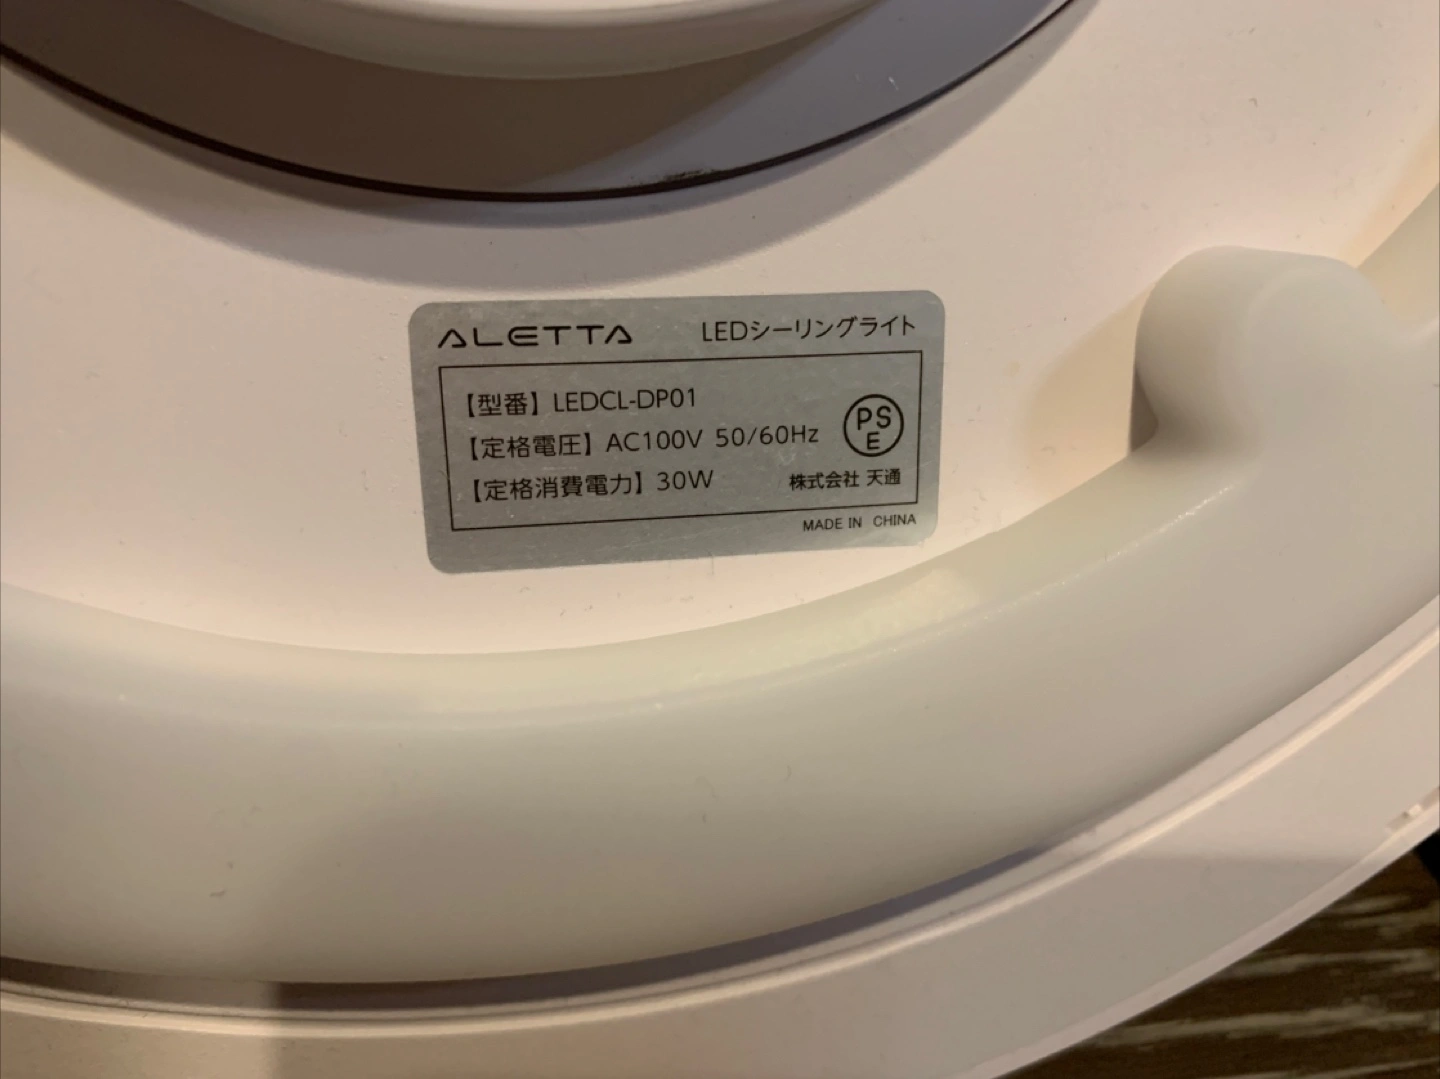 ALETTA LEDシーリングライト
【型番】LEDCL-DP01
【定格電圧】AC100V 50/60Hz
PS
E
【定格消費電力】30W 株式会社 天通
MADE IN CHINA